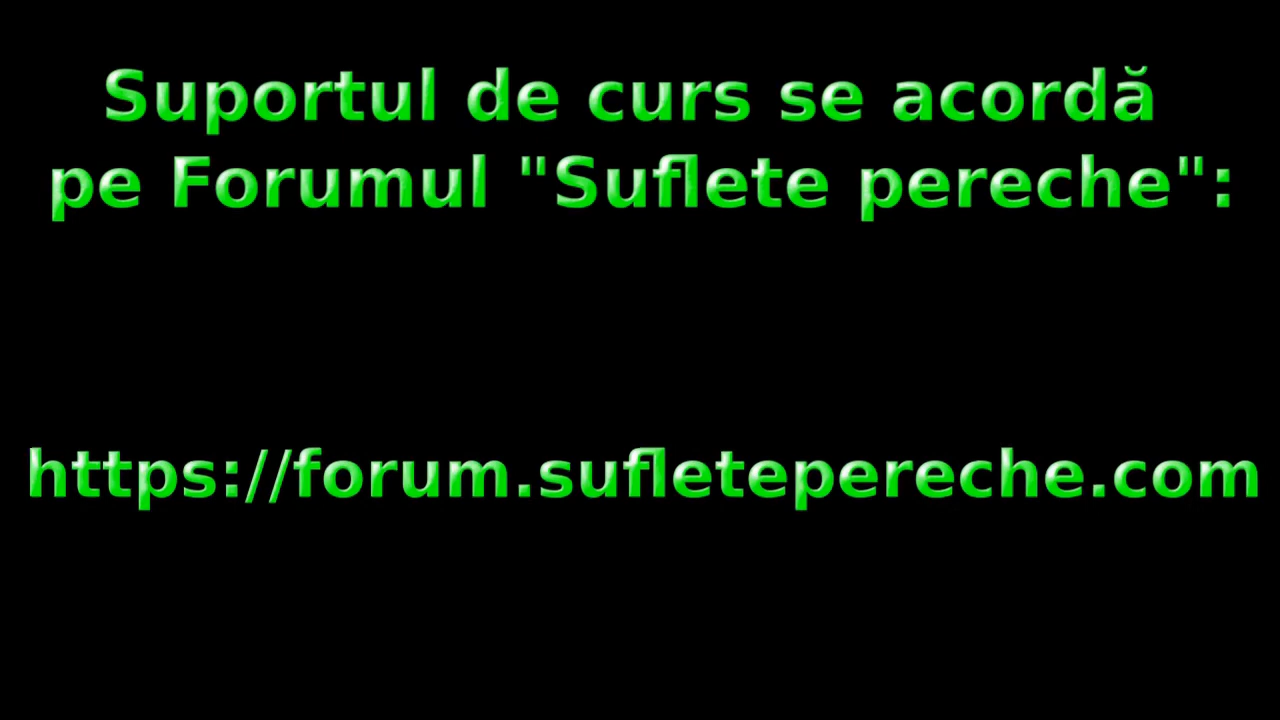 Suportul de curs se acordă
pe Forumul "Suflete pereche":
https://forum.sufletepereche.com